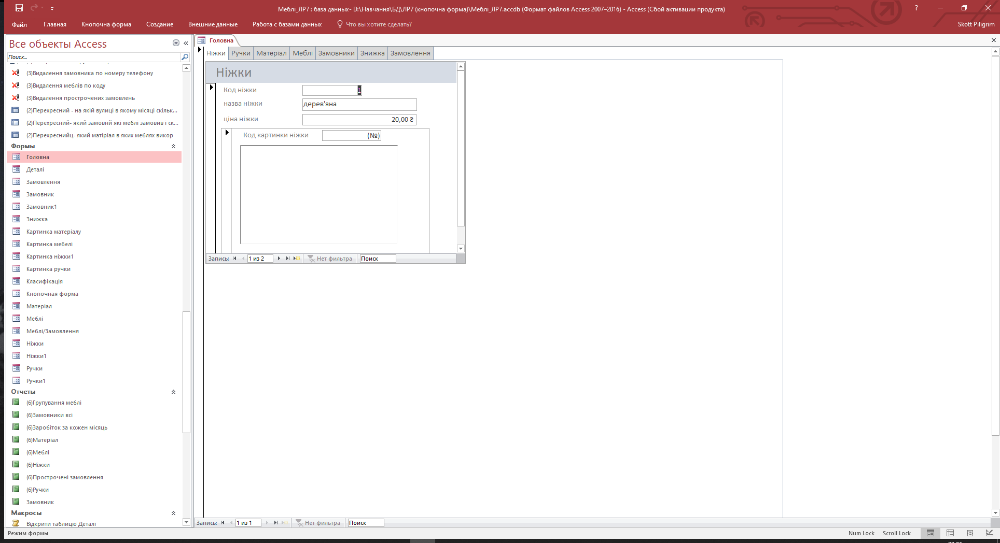 Меблі_ЛР7 : база данных- D:\Навчання\БД\ЛР7 (кнопочна форма)\Меблі_ЛР7.accdb (Формат файлов Access 2007–2016) - Access (Сбой активации продукта)
?
Файл Главная Кнопочна форма Создание Внешние данные Работа с базами данных Что вы хотите сделать? Skott Piligrim
Все объекты Access
Поиск...
(3)Видалення замовника по номеру телефону
(3)Видалення меблів по коду
(3)Видалення прострочених замовлень
(2)Перехресний - на якій вулиці в якому місяці скільк...
(2)Перехресний- який замовнй які меблі замовив і ск...
(2)Перехреснийц- який матіріал в яких меблях викор
Формы
Головна
Деталі
Замовлення
Замовник
Замовник1
Знижка
Картинка матеріалу
Картинка мебелі
Картинка ніжки1
Картинка ручки
Класифікація
Кнопочная форма
Матеріал
Меблі
Меблі/Замовлення
Ніжки
Ніжки1
Ручки
Ручки1
Отчеты
(6)Групування меблі
(6)Замовники всі
(6)Заробіток за кожен місяць
(6)Матеріал
(6)Меблі
(6)Ніжки
(6)Прострочені замовлення
(6)Ручки
Замовник
Макросы
Відкрити таблицю Деталі
Головна
Ніжки Ручки Матеріал Меблі Замовники Знижка Замовлення
Ніжки
Код ніжки 1
назва ніжки дерев'яна
ціна ніжки 20,00 ₴
Код картинки ніжки (№)
Запись: 1 из 2 Нет фильтра Поиск
Запись: 1 из 1 Нет фильтра Поиск
Режим формы Num Lock Scroll Lock